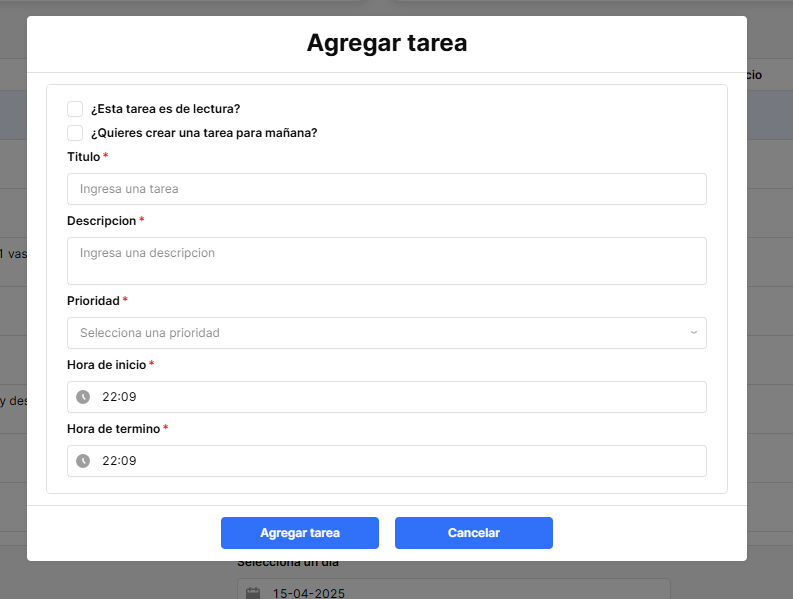 Agregar tarea
cio
¿Esta tarea es de lectura?
¿Quieres crear una tarea para mañana?
Titulo *
Ingresa una tarea
Descripcion *
1 vas
Ingresa una descripcion
Prioridad *
Selecciona una prioridad
Hora de inicio *
22:09
y des
Hora de termino *
22:09
Agregar tarea
Cancelar
Selecciona un dia
15-04-2025